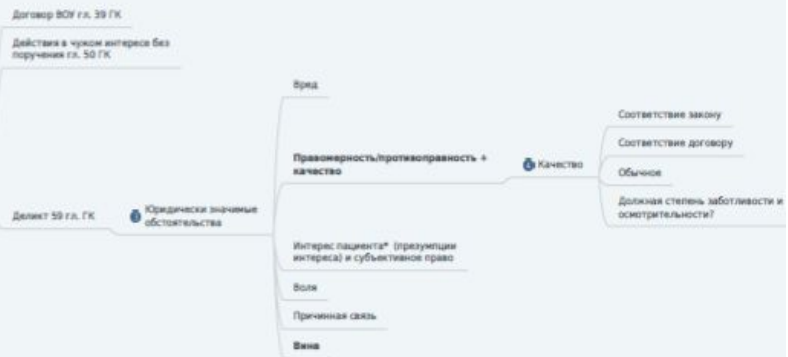 Договор ВОУ гл. 39 ГК
Действия в чужом интересе без
поручения гл. 50 ГК
Вред
Соответствие закону
Соответствие договору
Правомерность/противоправность +
качество
Качество
Обычное
Должная степень заботливости и
осмотрительности?
Деликт 59 гл. ГК
Юридически значимые
обстоятельства
Интерес пациента* (презумпции
интереса) и субъективное право
Воля
Причинная связь
Вина